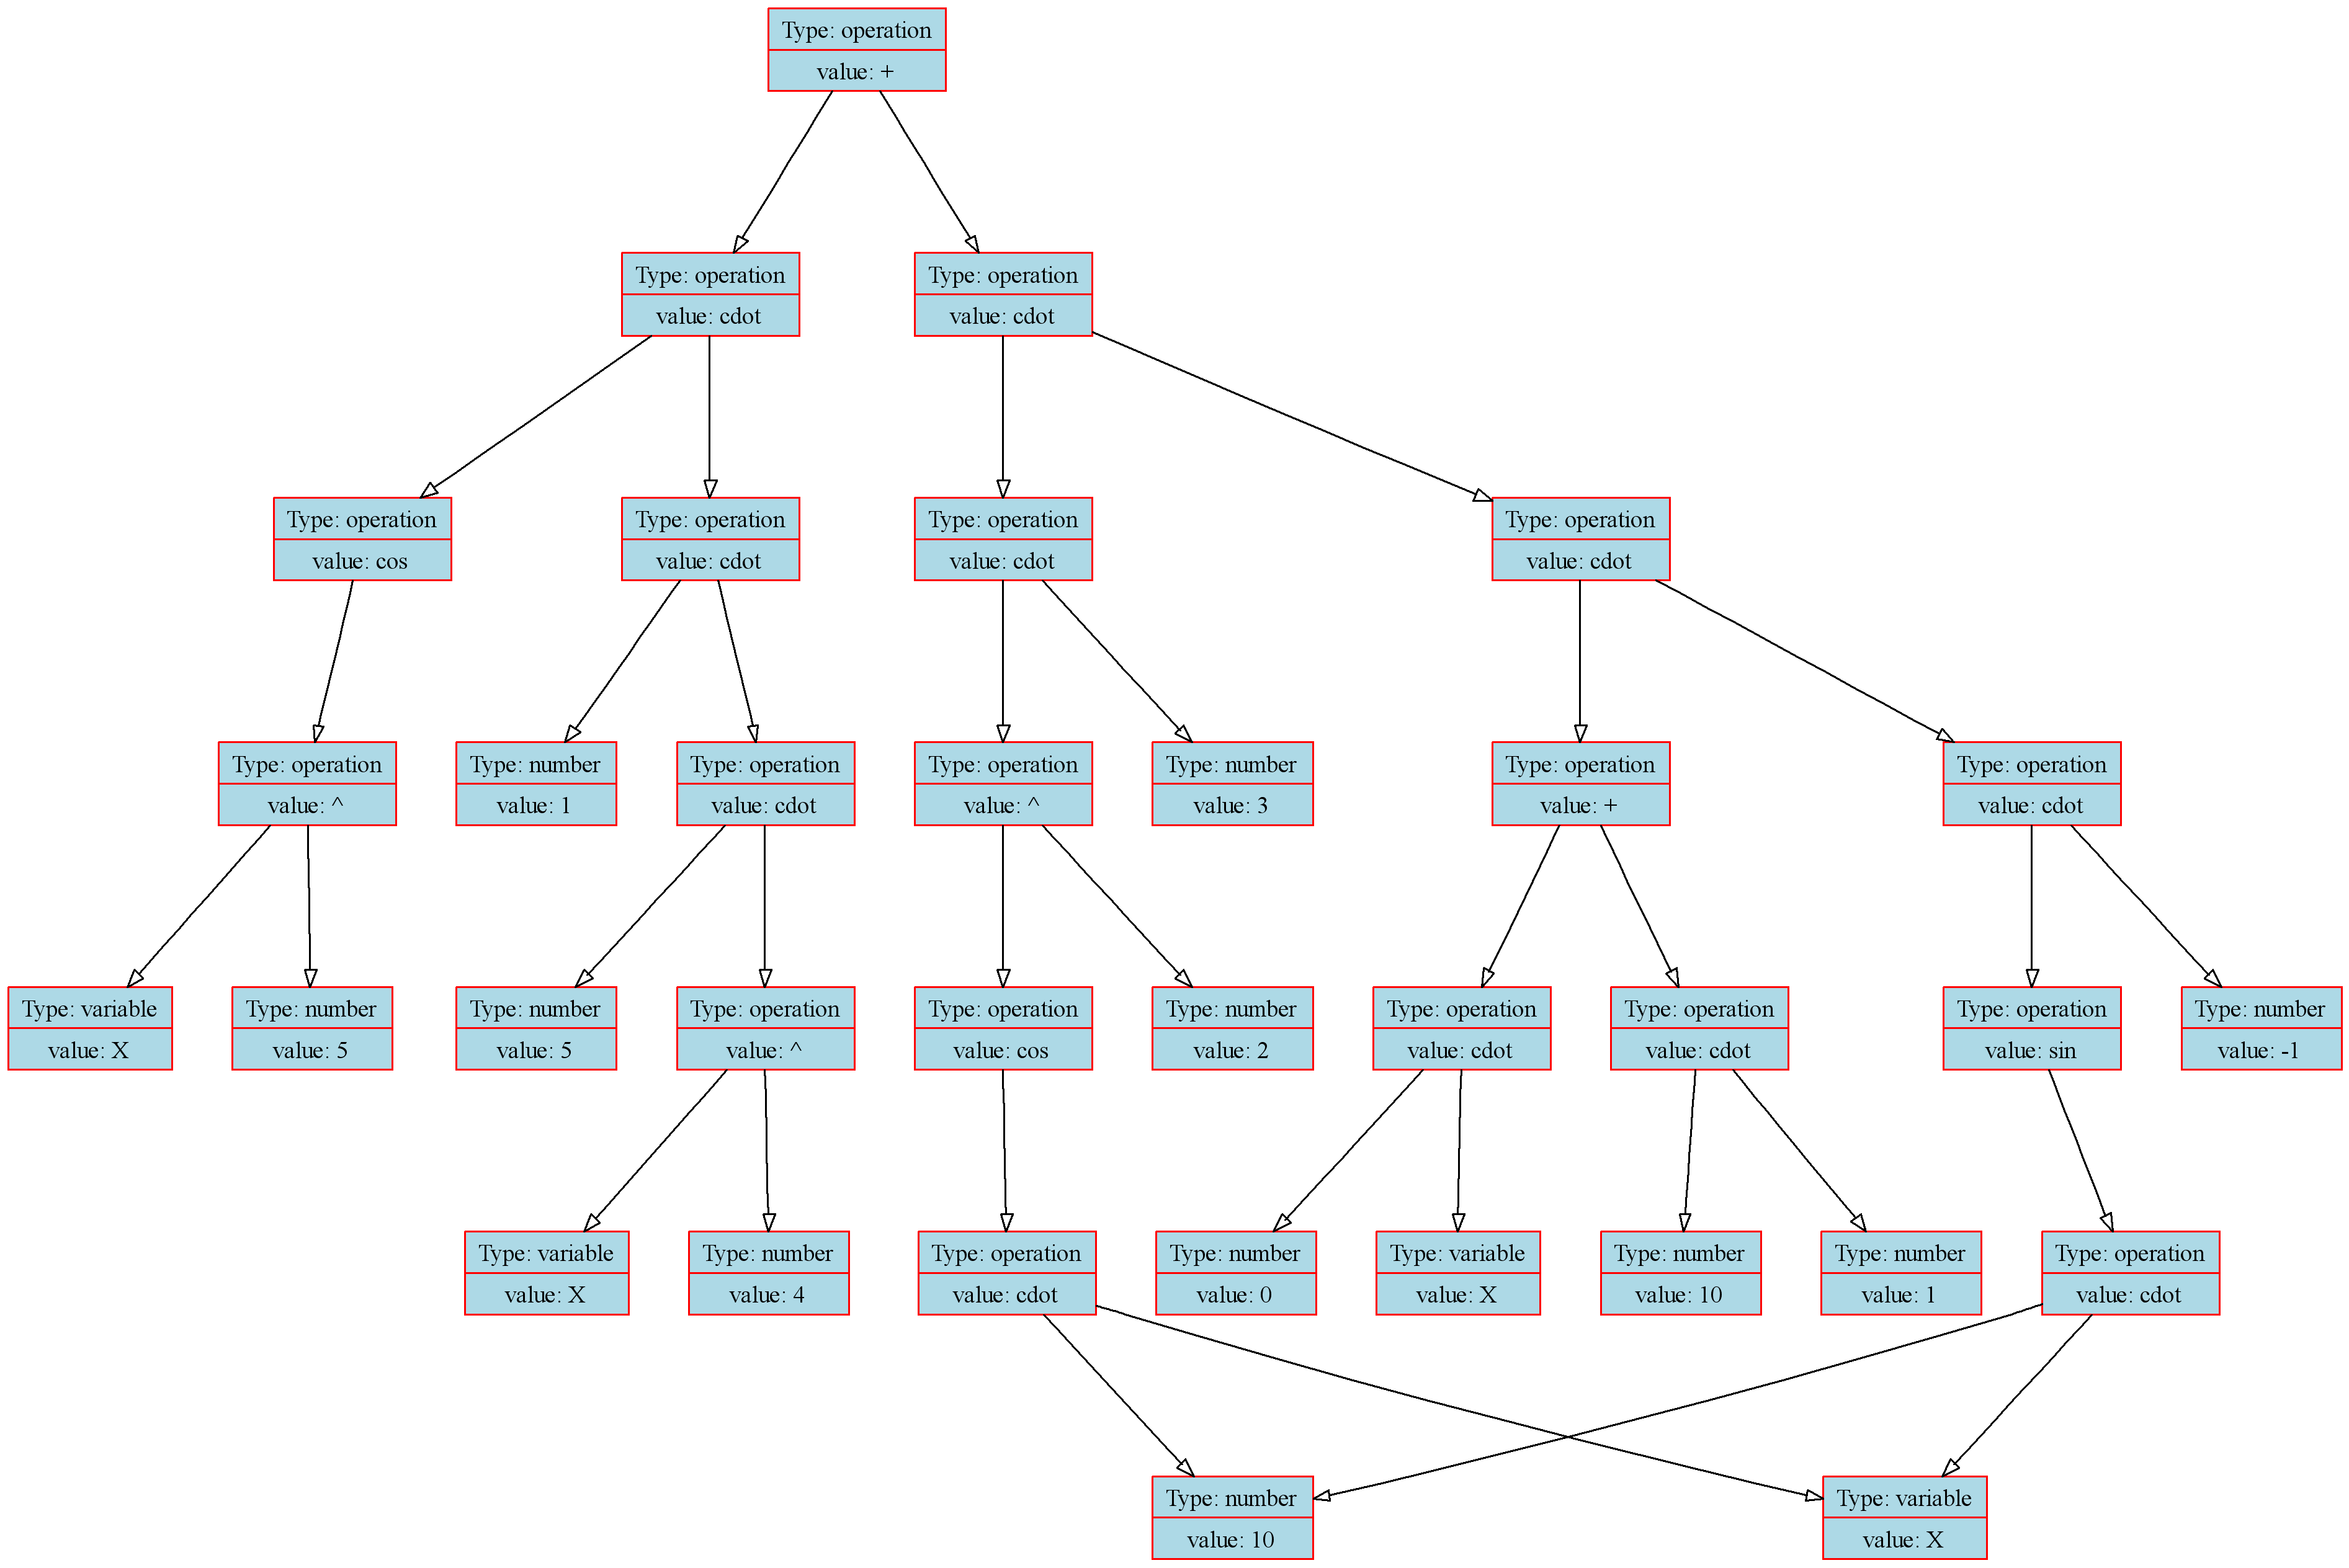 Type: operation
value: +
Type: operation
value: cdot
Type: operation
value: cdot
Type: operation
value: cos
Type: operation
value: cdot
Type: operation
value: cdot
Type: operation
value: cdot
Type: operation
value: ^
Type: number
value: 1
Type: operation
value: cdot
Type: operation
value: ^
Type: number
value: 3
Type: operation
value: +
Type: operation
value: cdot
Type: variable
value: X
Type: number
value: 5
Type: number
value: 5
Type: operation
value: ^
Type: operation
value: cos
Type: number
value: 2
Type: operation
value: cdot
Type: operation
value: cdot
Type: operation
value: sin
Type: number
value: -1
Type: variable
value: X
Type: number
value: 4
Type: operation
value: cdot
Type: number
value: 0
Type: variable
value: X
Type: number
value: 10
Type: number
value: 1
Type: operation
value: cdot
Type: number
value: 10
Type: variable
value: X